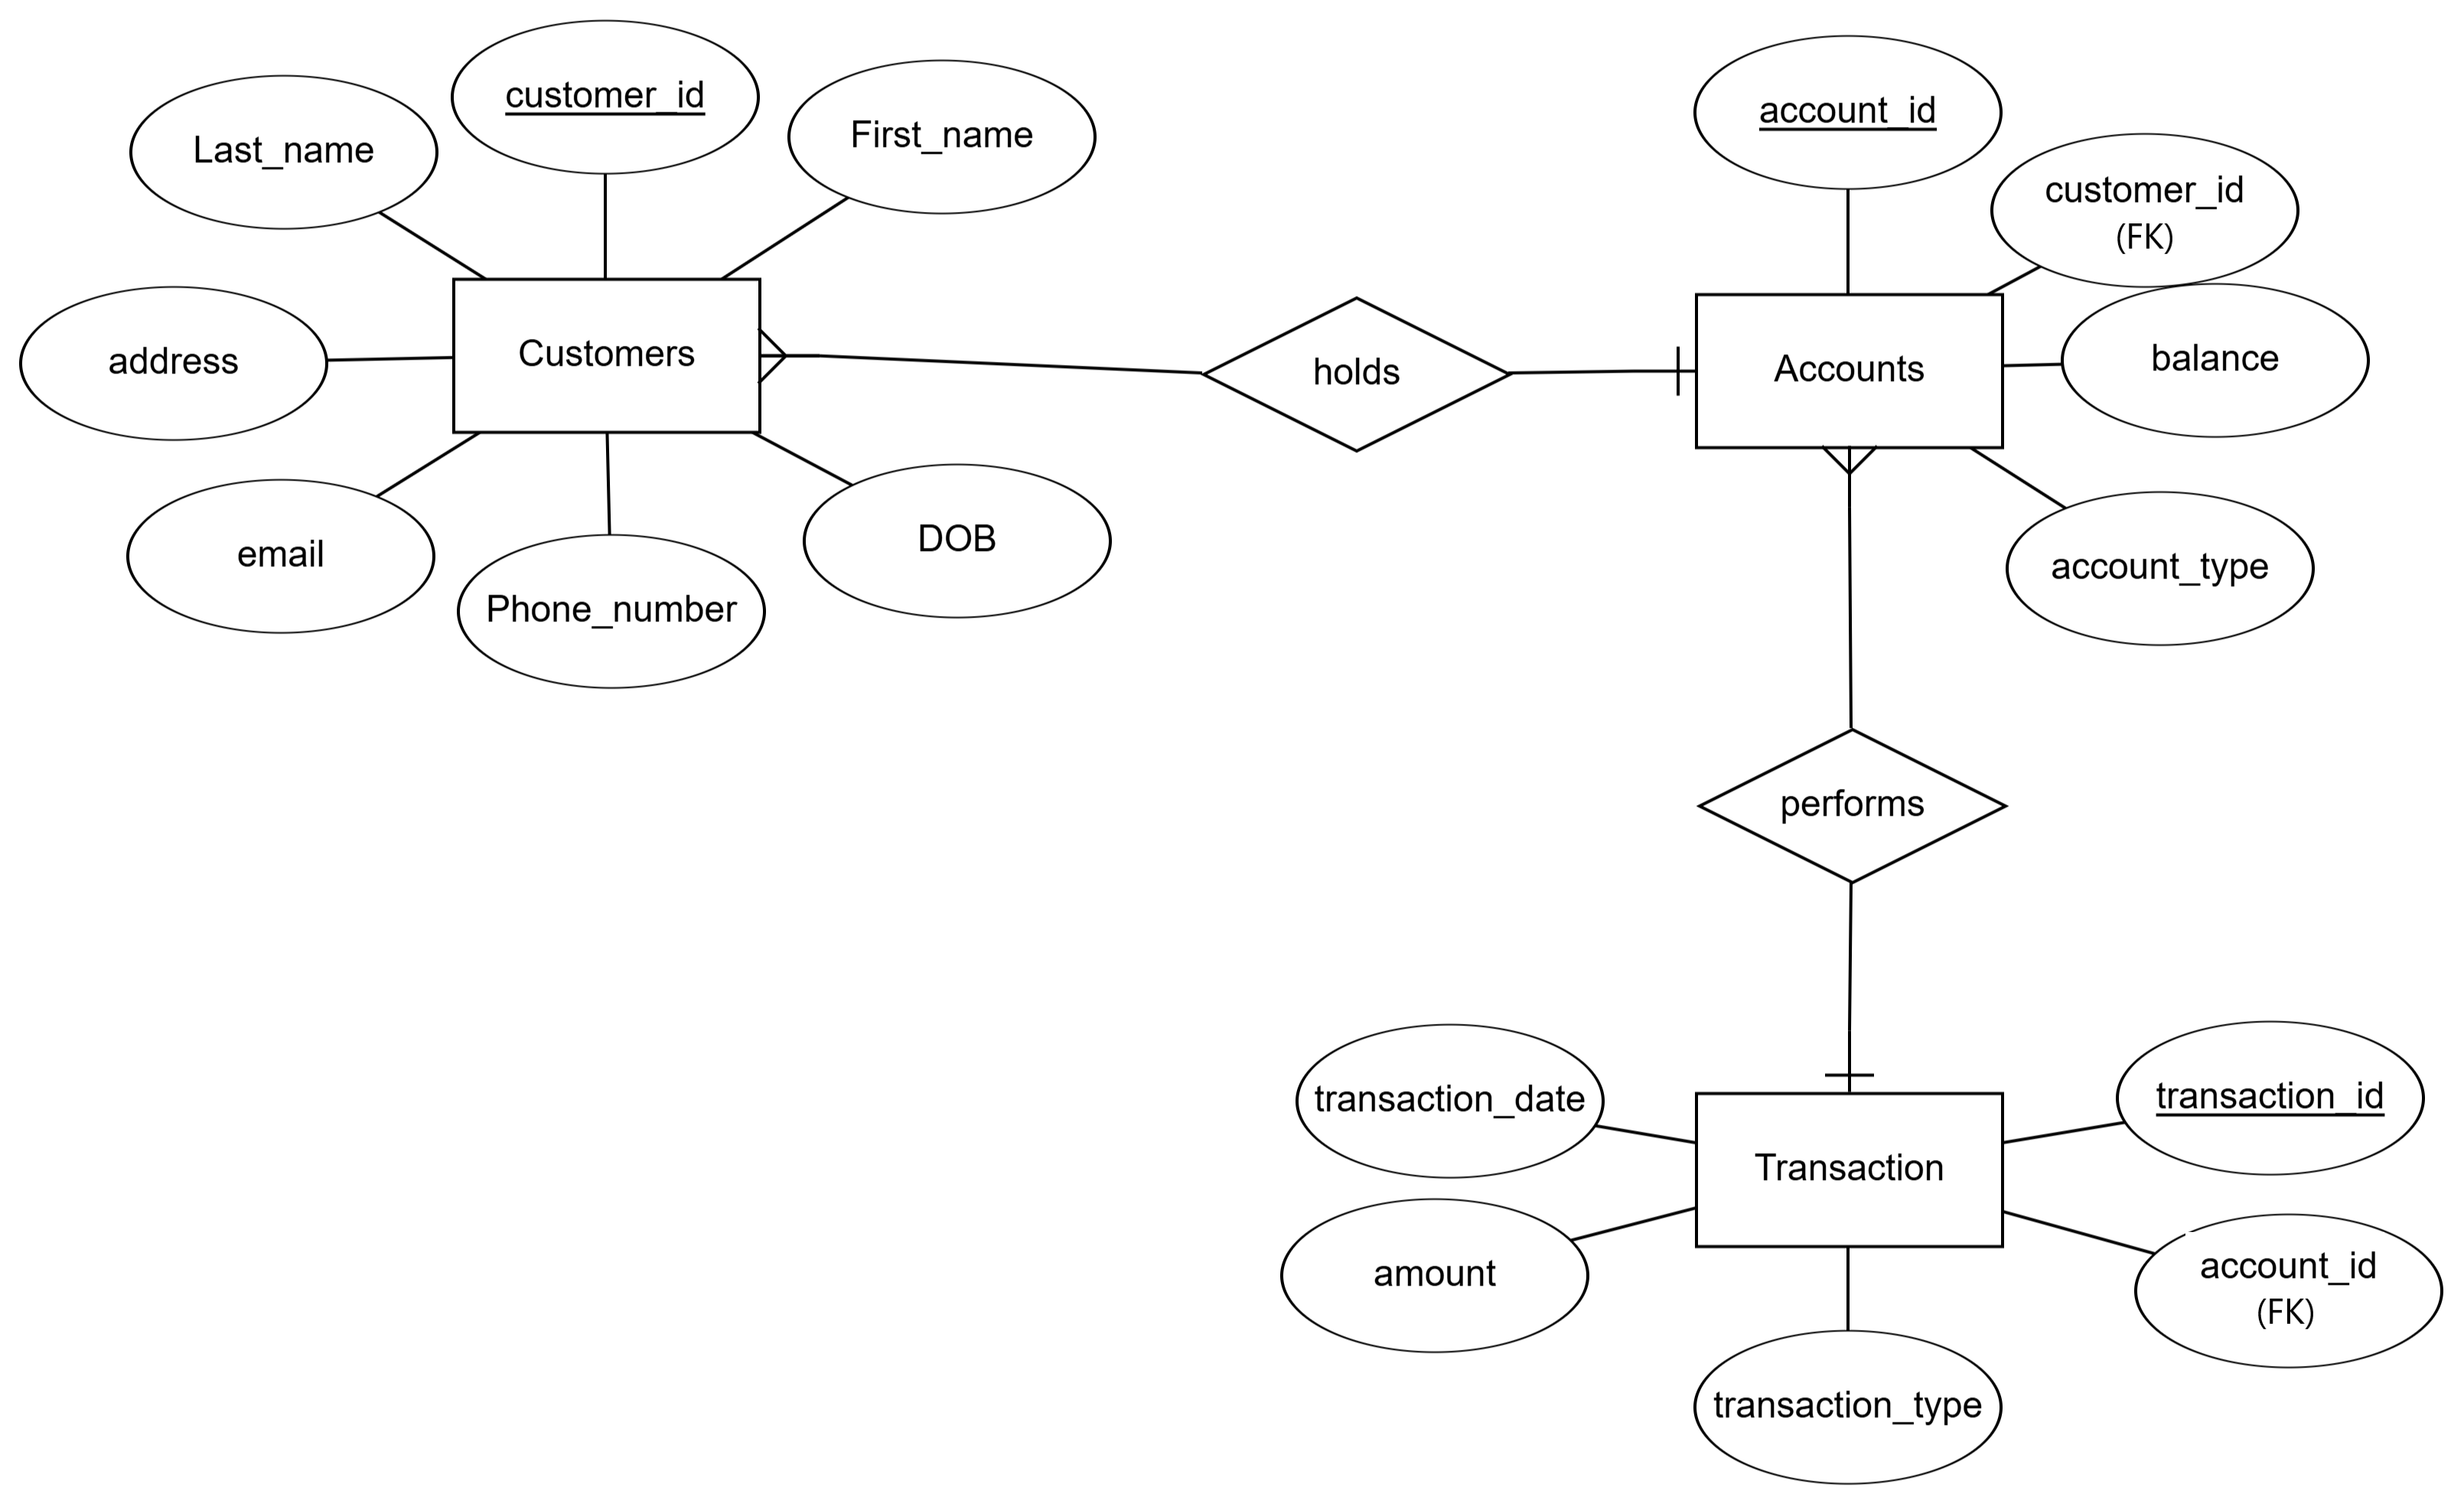 customer_id
Last_name
First_name
address
Customers
email
Phone_number
DOB
holds
account_id
customer_id
(FK)
Accounts
balance
account_type
performs
transaction_date
transaction_id
Transaction
amount
account_id
(FK)
transaction_type